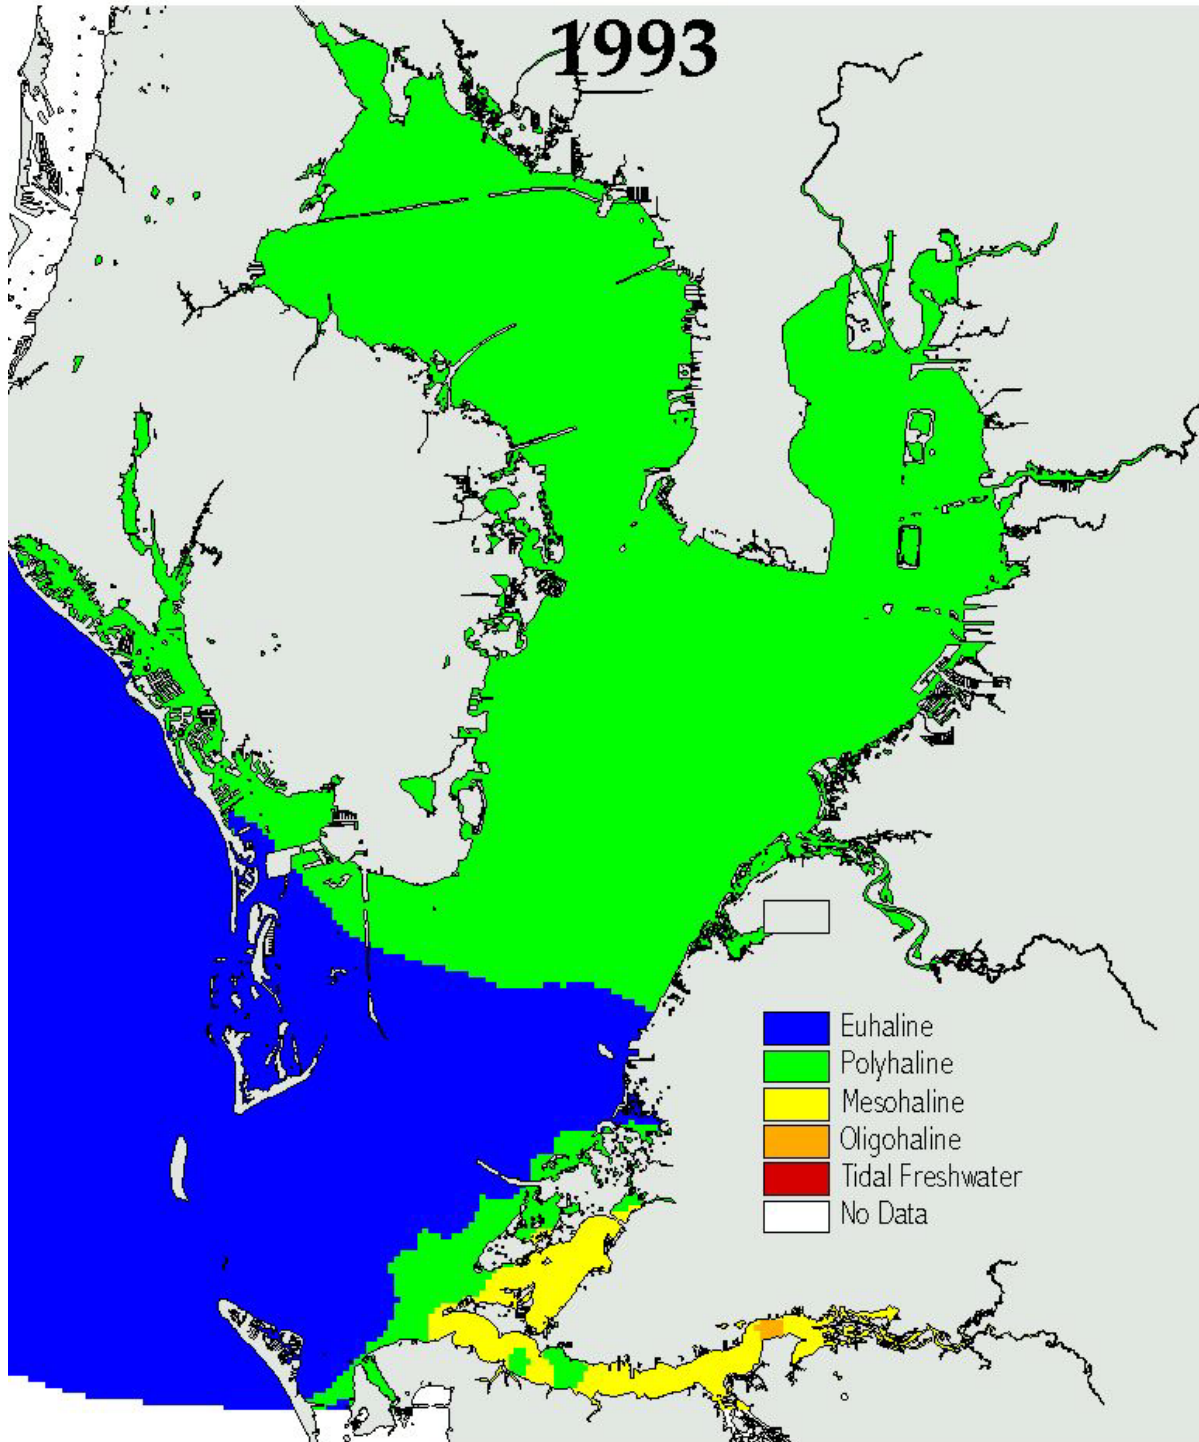 1993
Euhaline
Polyhaline
Mesohaline
Oligohaline
Tidal Freshwater
No Data